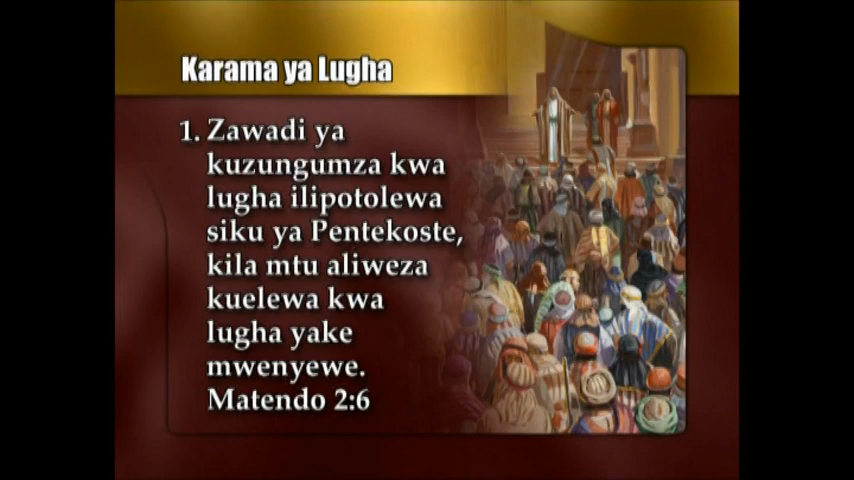 Karama ya Lugha
1. Zawadi ya
kuzungumza kwa
lugha ilipotolewa
siku ya Pentekoste,
kila mtu aliweza
kuelewa kwa
lugha yake
mwenyewe.
Matendo 2:6